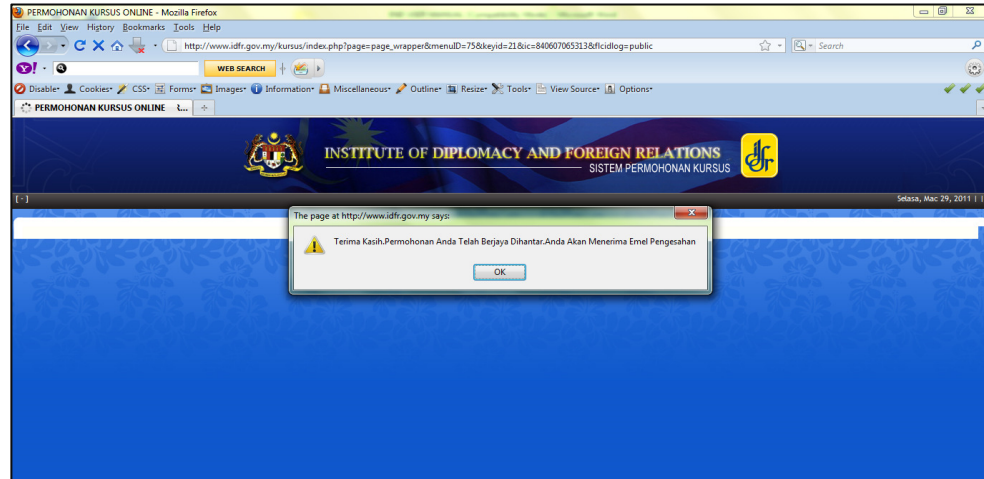 PERMOHONAN KURSUS ONLINE - Mozilla Firefox
File Edit View History Bookmarks Tools Help
http://www.idfr.gov.my/kursus/index.php?page=page_wrapper&menuID=75&keyid=21&ic=840607065313&flcidlog=public
Search
WEB SEARCH
Disable Cookies CSS Forms Images Information Miscellaneous Outline Resize Tools View Source Options
PERMOHONAN KURSUS ONLINE
INSTITUTE OF DIPLOMACY AND FOREIGN RELATIONS
SISTEM PERMOHONAN KURSUS
idfr
[ - ] Selasa, Mac 29, 2011 |
The page at http://www.idfr.gov.my says:
Terima Kasih.Permohonan Anda Telah Berjaya Dihantar.Anda Akan Menerima Emel Pengesahan
OK